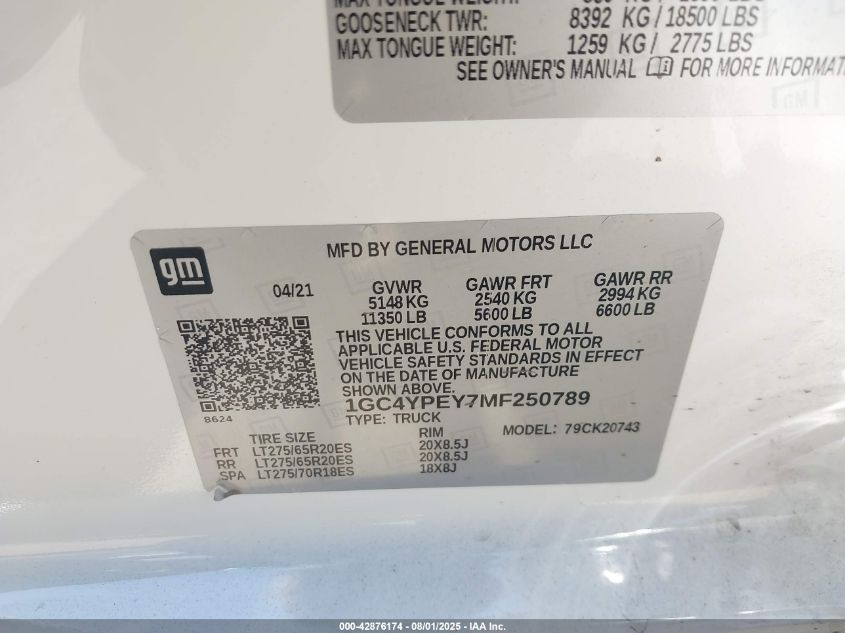 MAX TONGUE WEIGHT:
GOOSENECK TWR: 8392 KG / 18500 LBS
MAX TONGUE WEIGHT: 1259 KG / 2775 LBS
SEE OWNER'S MANUAL FOR MORE INFORMAT
gm
MFD BY GENERAL MOTORS LLC
04/21 GVWR GAWR FRT GAWR RR
5148 KG 2540 KG 2994 KG
11350 LB 5600 LB 6600 LB
THIS VEHICLE CONFORMS TO ALL
APPLICABLE U.S. FEDERAL MOTOR
VEHICLE SAFETY STANDARDS IN EFFECT
ON THE DATE OF MANUFACTURE
SHOWN ABOVE.
8624
1GC4YPEY7MF250789
TYPE: TRUCK MODEL: 79CK20743
TIRE SIZE RIM
FRT LT275/65R20ES 20X8.5J
RR LT275/65R20ES 20X8.5J
SPA LT275/70R18ES 18X8J
000-42876174 - 08/01/2025 - IAA Inc.